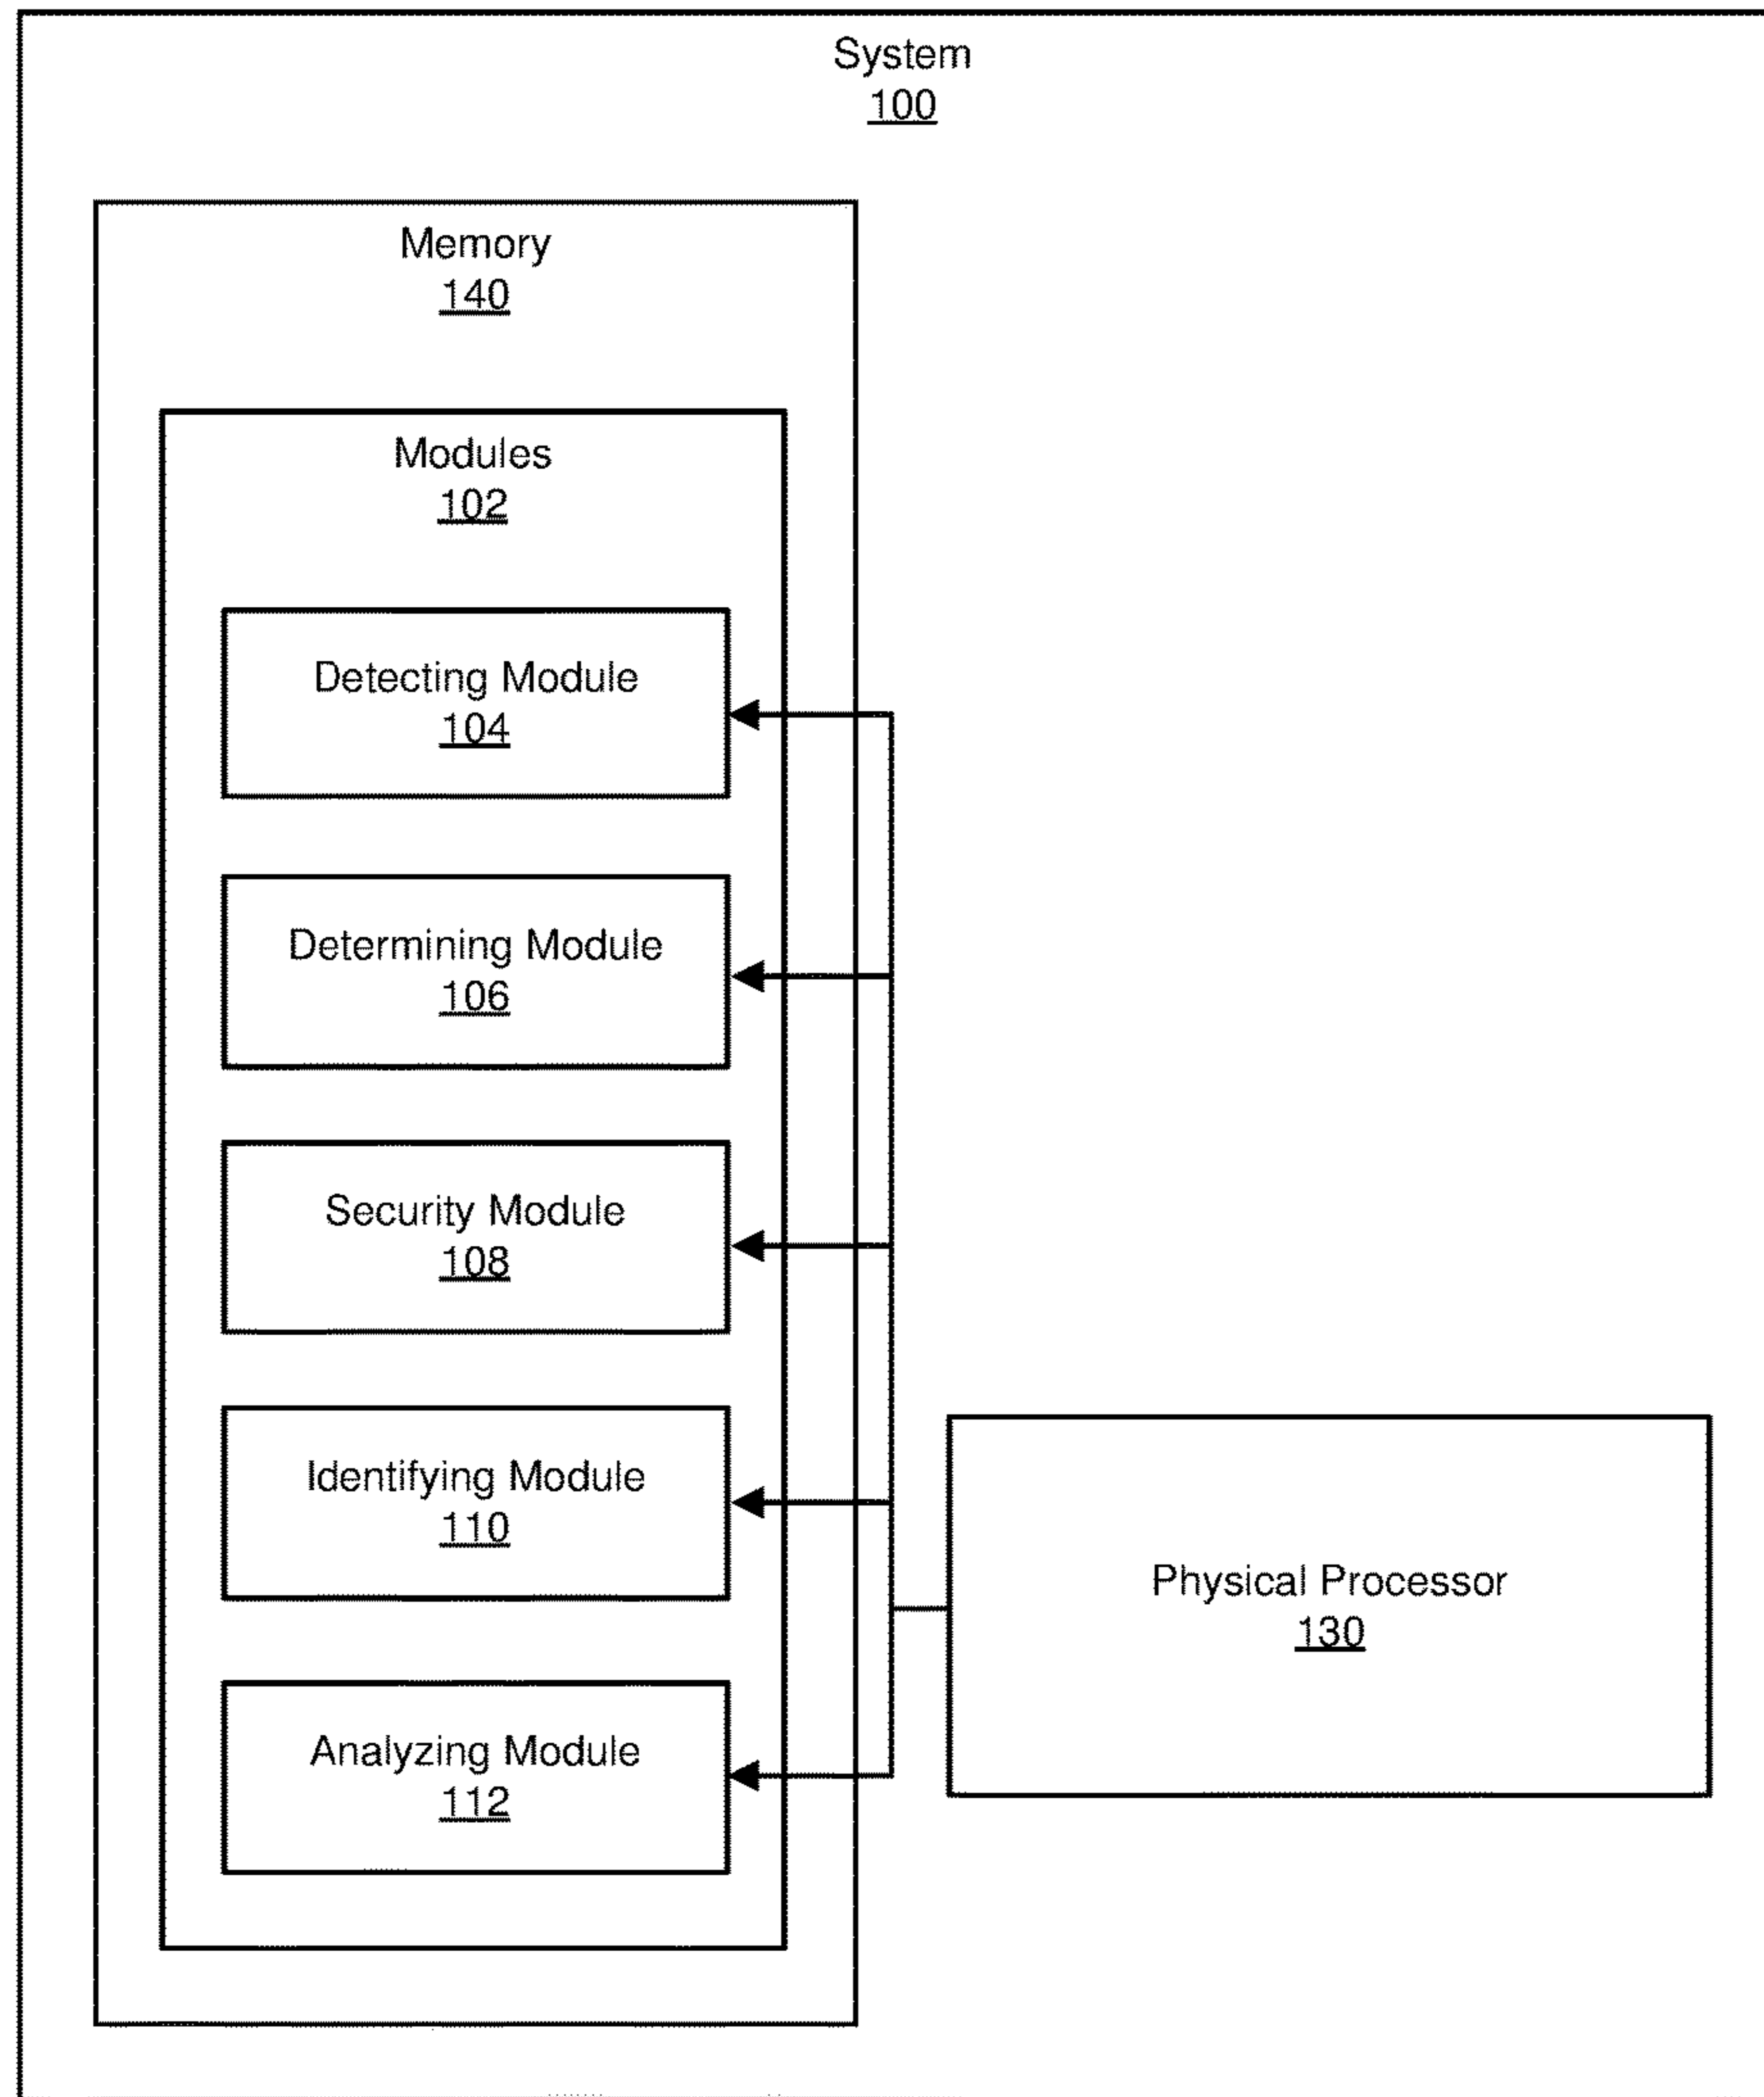 System
100
Memory
140
Modules
102
Detecting Module
104
Determining Module
106
Security Module
108
Identifying Module
110
Analyzing Module
112
Physical Processor
130